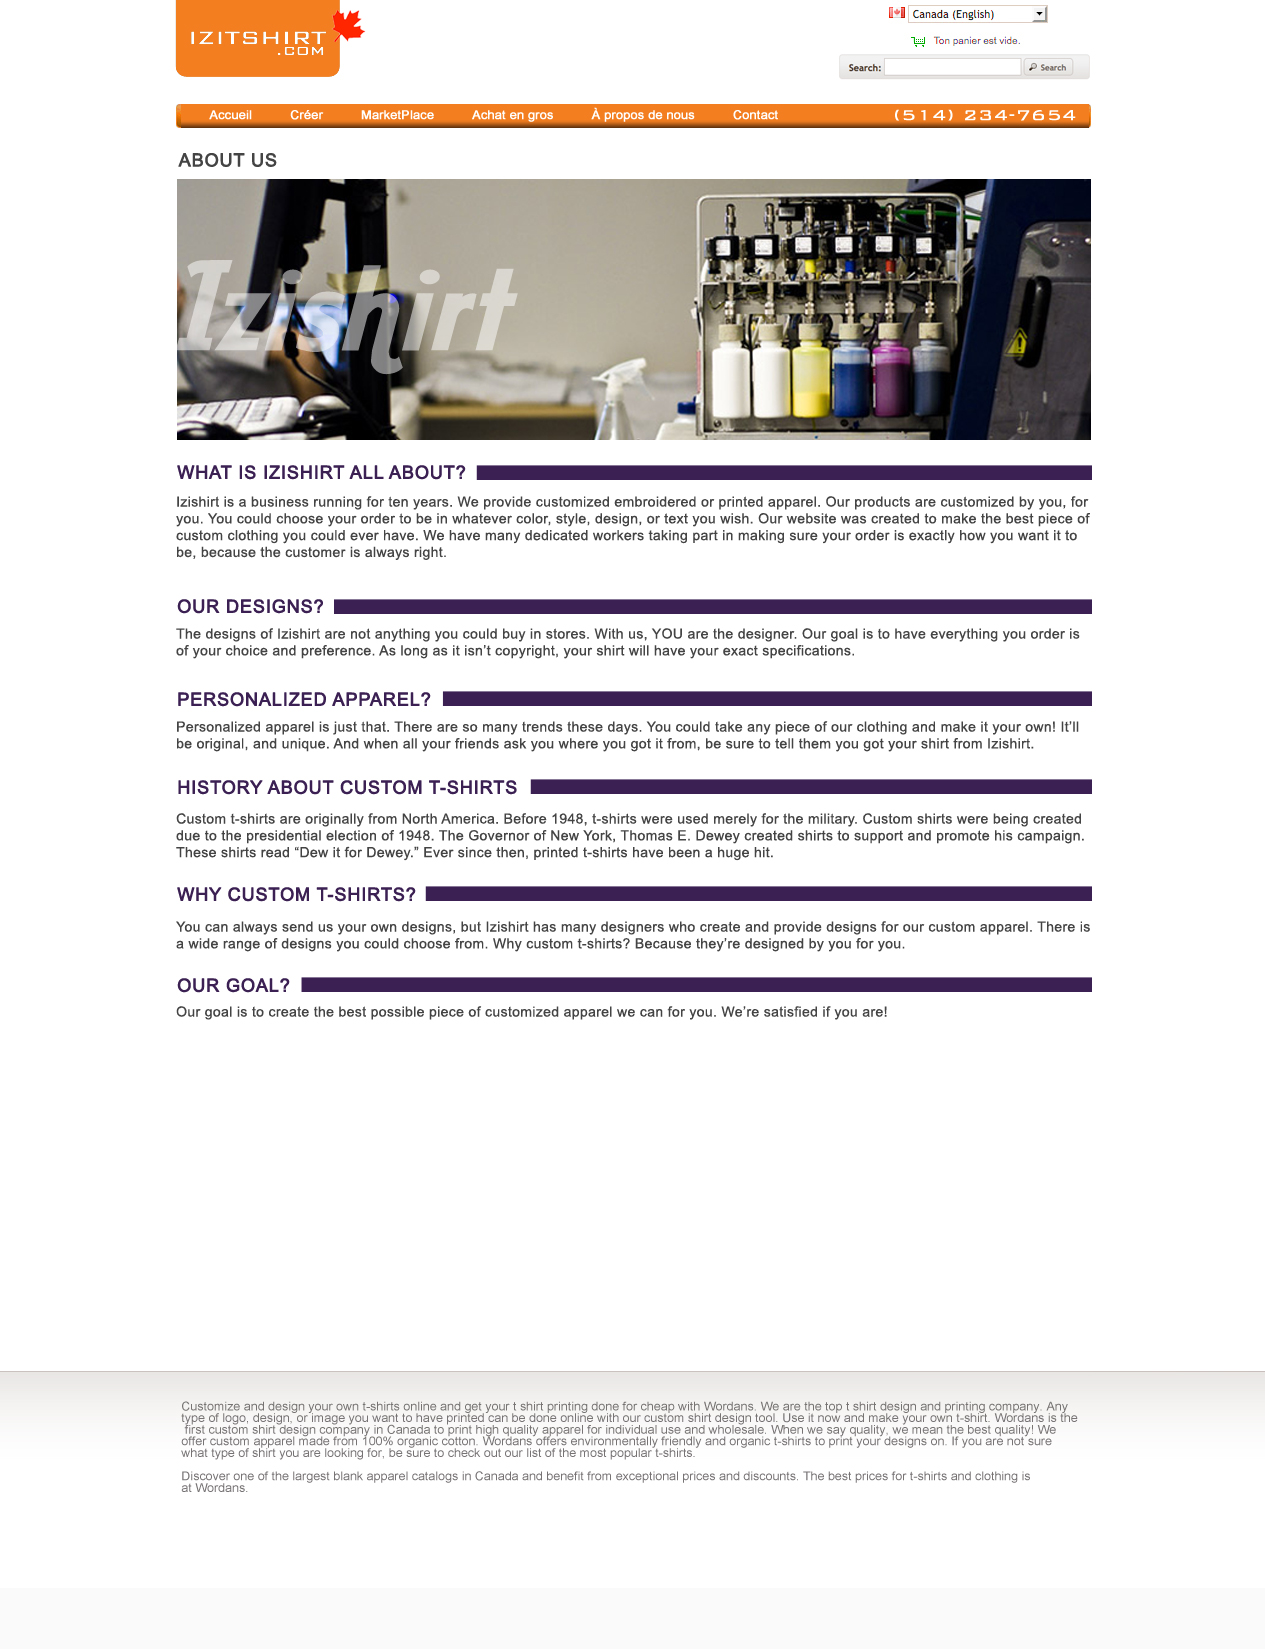 IZITSHIRT
.COM
Canada (English)
Ton panier est vide.
Search:
Search
Accueil Créer MarketPlace Achat en gros À propos de nous Contact (514) 234-7654
ABOUT US
Izishirt
WHAT IS IZISHIRT ALL ABOUT?
Izishirt is a business running for ten years. We provide customized embroidered or printed apparel. Our products are customized by you, for
you. You could choose your order to be in whatever color, style, design, or text you wish. Our website was created to make the best piece of
custom clothing you could ever have. We have many dedicated workers taking part in making sure your order is exactly how you want it to
be, because the customer is always right.
OUR DESIGNS?
The designs of Izishirt are not anything you could buy in stores. With us, YOU are the designer. Our goal is to have everything you order is
of your choice and preference. As long as it isn’t copyright, your shirt will have your exact specifications.
PERSONALIZED APPAREL?
Personalized apparel is just that. There are so many trends these days. You could take any piece of our clothing and make it your own! It’ll
be original, and unique. And when all your friends ask you where you got it from, be sure to tell them you got your shirt from Izishirt.
HISTORY ABOUT CUSTOM T-SHIRTS
Custom t-shirts are originally from North America. Before 1948, t-shirts were used merely for the military. Custom shirts were being created
due to the presidential election of 1948. The Governor of New York, Thomas E. Dewey created shirts to support and promote his campaign.
These shirts read “Dew it for Dewey.” Ever since then, printed t-shirts have been a huge hit.
WHY CUSTOM T-SHIRTS?
You can always send us your own designs, but Izishirt has many designers who create and provide designs for our custom apparel. There is
a wide range of designs you could choose from. Why custom t-shirts? Because they’re designed by you for you.
OUR GOAL?
Our goal is to create the best possible piece of customized apparel we can for you. We’re satisfied if you are!
Customize and design your own t-shirts online and get your t shirt printing done for cheap with Wordans. We are the top t shirt design and printing company. Any
type of logo, design, or image you want to have printed can be done online with our custom shirt design tool. Use it now and make your own t-shirt. Wordans is the
first custom shirt design company in Canada to print high quality apparel for individual use and wholesale. When we say quality, we mean the best quality! We
offer custom apparel made from 100% organic cotton. Wordans offers environmentally friendly and organic t-shirts to print your designs on. If you are not sure
what type of shirt you are looking for, be sure to check out our list of the most popular t-shirts.
Discover one of the largest blank apparel catalogs in Canada and benefit from exceptional prices and discounts. The best prices for t-shirts and clothing is
at Wordans.